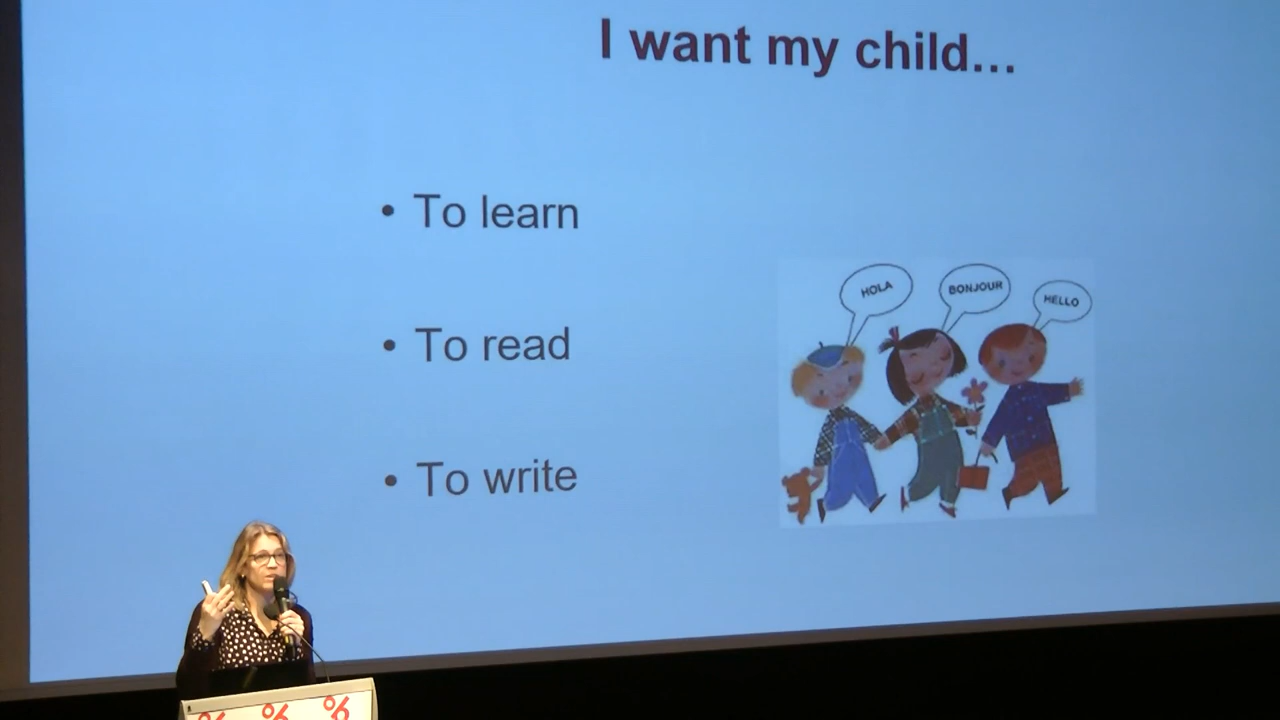 I want my child...
• To learn
• To read
• To write
HOLA
BONJOUR
HELLO
% % %